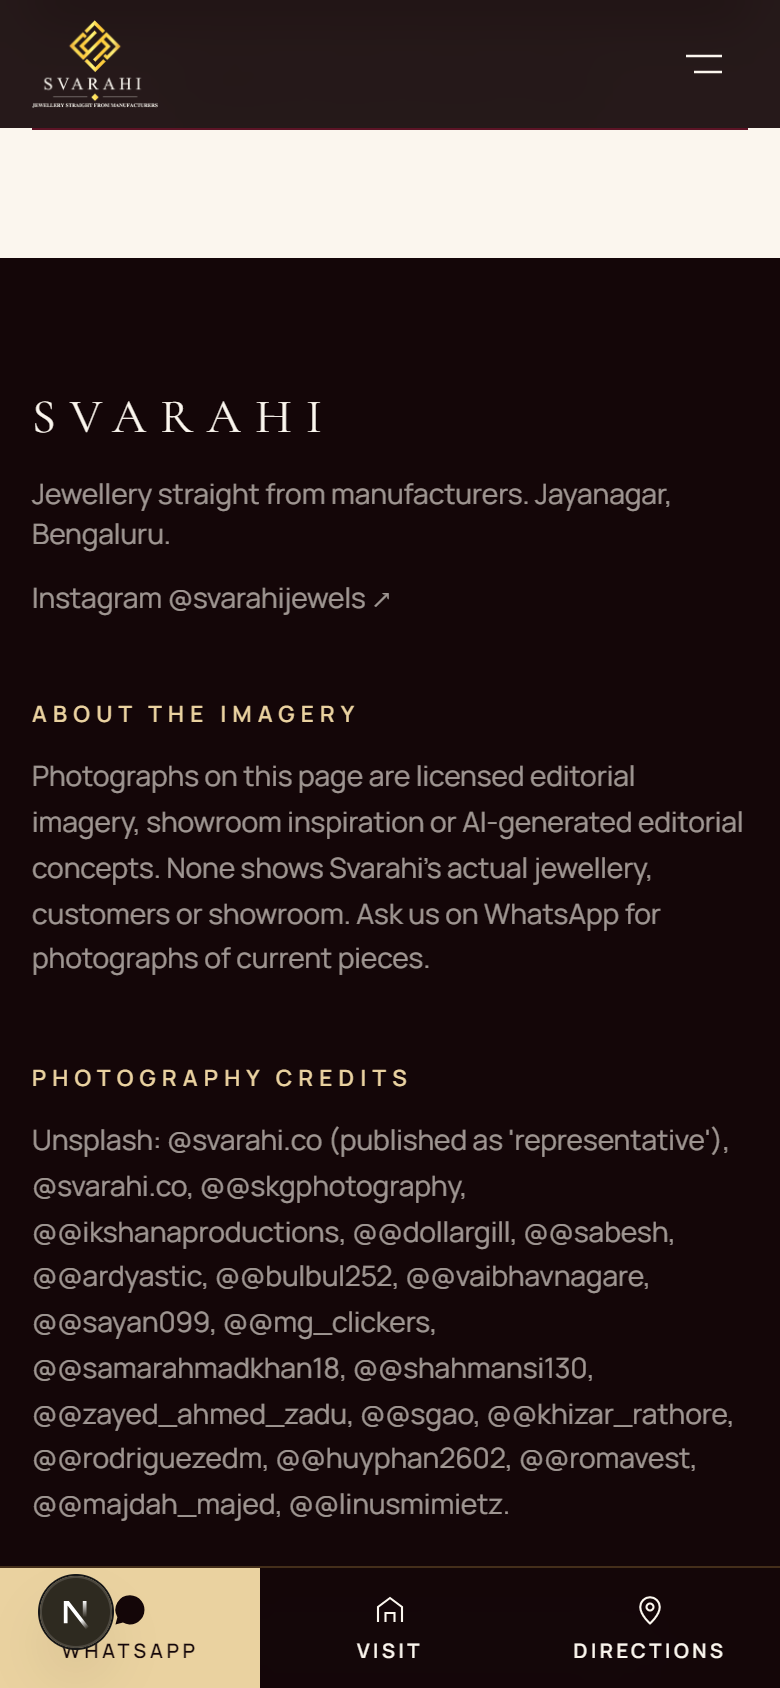 SVARAHI
JEWELLERY STRAIGHT FROM MANUFACTURERS
SVARAHI
Jewellery straight from manufacturers. Jayanagar,
Bengaluru.
Instagram @svarahijewels ↗
ABOUT THE IMAGERY
Photographs on this page are licensed editorial
imagery, showroom inspiration or AI-generated editorial
concepts. None shows Svarahi’s actual jewellery,
customers or showroom. Ask us on WhatsApp for
photographs of current pieces.
PHOTOGRAPHY CREDITS
Unsplash: @svarahi.co (published as 'representative'),
@svarahi.co, @@skgphotography,
@@ikshanaproductions, @@dollargill, @@sabesh,
@@ardyastic, @@bulbul252, @@vaibhavnagare,
@@sayan099, @@mg_clickers,
@@samarahmadkhan18, @@shahmansi130,
@@zayed_ahmed_zadu, @@sgao, @@khizar_rathore,
@@rodriguezedm, @@huyphan2602, @@romavest,
@@majdah_majed, @@linusmimietz.
N
WHATSAPP
VISIT
DIRECTIONS